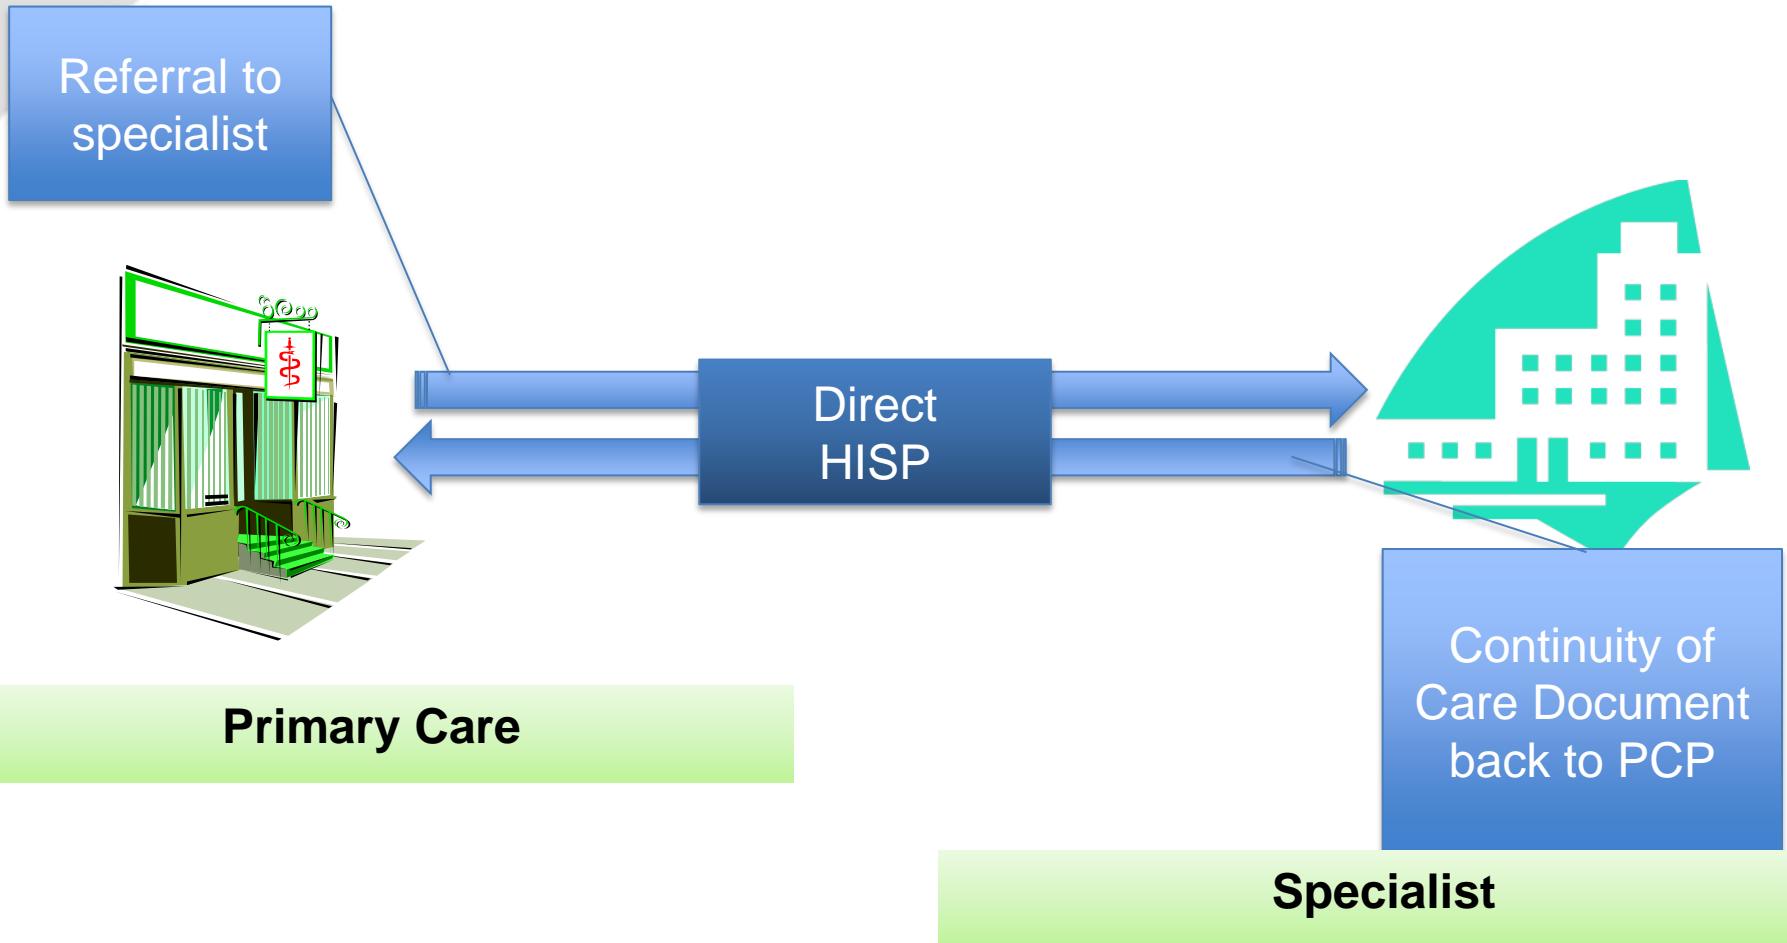 Referral to
specialist
Direct
HISP
Continuity of
Care Document
back to PCP
Primary Care
Specialist